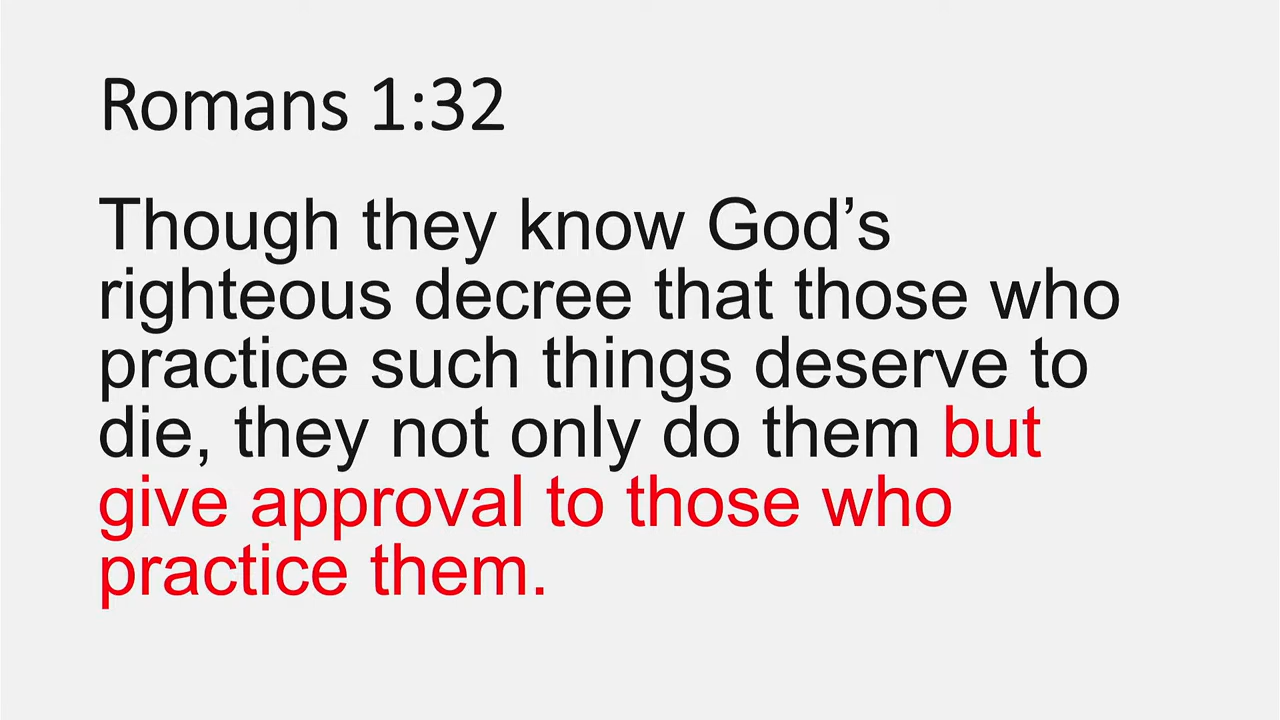 Romans 1:32
Though they know God’s
righteous decree that those who
practice such things deserve to
die, they not only do them but
give approval to those who
practice them.